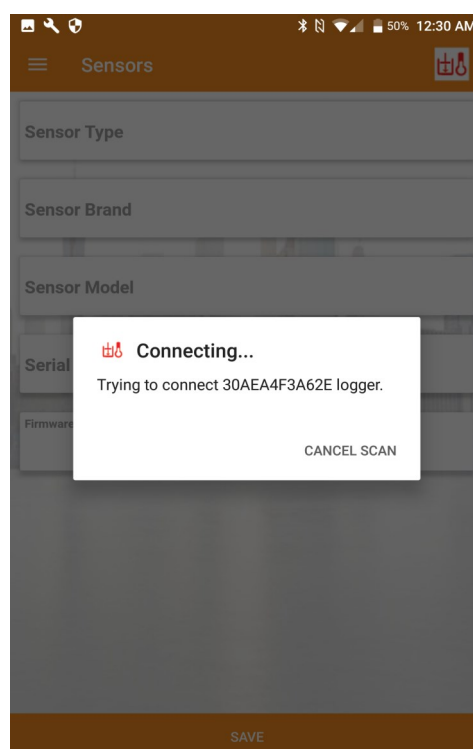 50% 12:30 AM
Sensors
Sensor Type
Sensor Brand
Sensor Model
Serial
Connecting...
Trying to connect 30AEA4F3A62E logger.
Firmware
CANCEL SCAN
SAVE